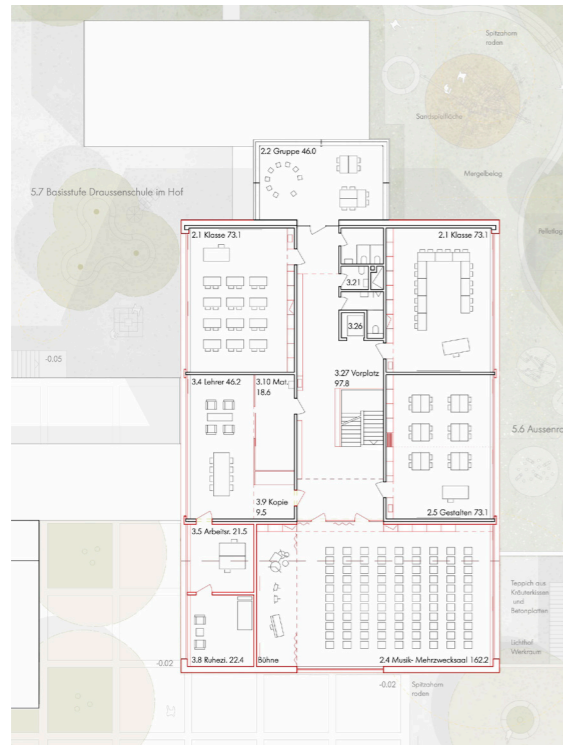 Spitzahorn
roden
Sandspielfläche
2.2 Gruppe 46.0
Mergelbelag
5.7 Basisstufe Draussenschule im Hof
2.1 Klasse 73.1
2.1 Klasse 73.1
3.21
3.26
-0.05
3.4 Lehrer 46.2
3.10 Mat.
18.6
3.27 Vorplatz
97.8
5.6 Aussenra
3.9 Kopie
9.5
2.5 Gestalten 73.1
3.5 Arbeitsr. 21.5
Teppich aus
Kräuterkissen
und
Betonplatten
Lichthof
Werkraum
-0.02
3.8 Ruhezi. 22.4
Bühne
2.4 Musik- Mehrzwecksaal 162.2
-0.02
Spitzahorn
roden